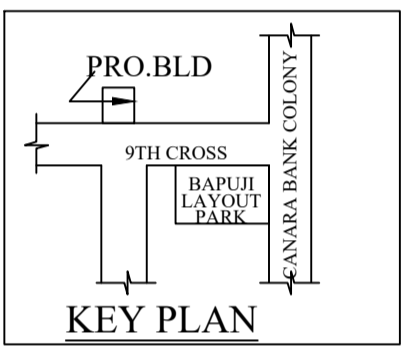 PRO.BLD
9TH CROSS
BAPUJI
LAYOUT
PARK
CANARA BANK COLONY
KEY PLAN